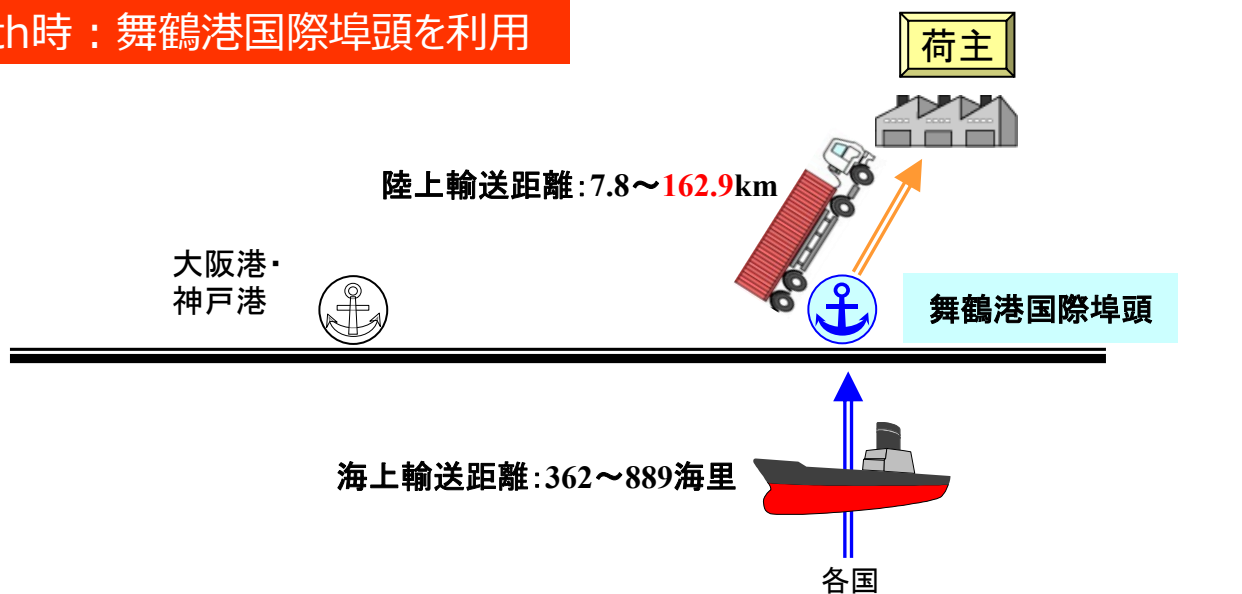 th時：舞鶴港国際埠頭を利用
荷主
陸上輸送距離：7.8～162.9km
大阪港・
神戸港
舞鶴港国際埠頭
海上輸送距離：362～889海里
各国